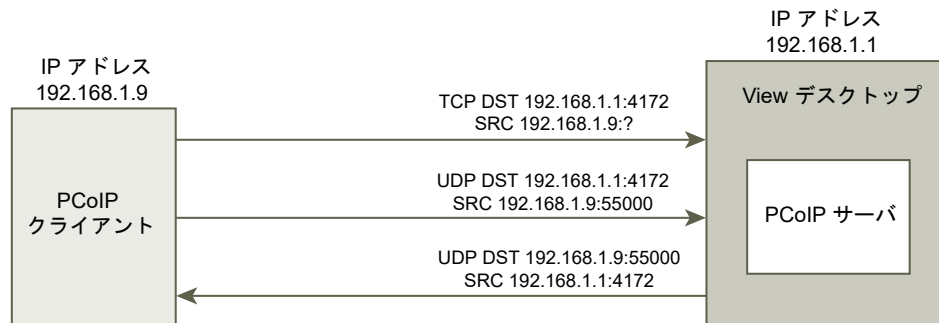 IP アドレス
192.168.1.1
IP アドレス
192.168.1.9
TCP DST 192.168.1.1:4172
SRC 192.168.1.9:?
View デスクトップ
UDP DST 192.168.1.1:4172
SRC 192.168.1.9:55000
PCoIP
クライアント
PCoIP サーバ
UDP DST 192.168.1.9:55000
SRC 192.168.1.1:4172